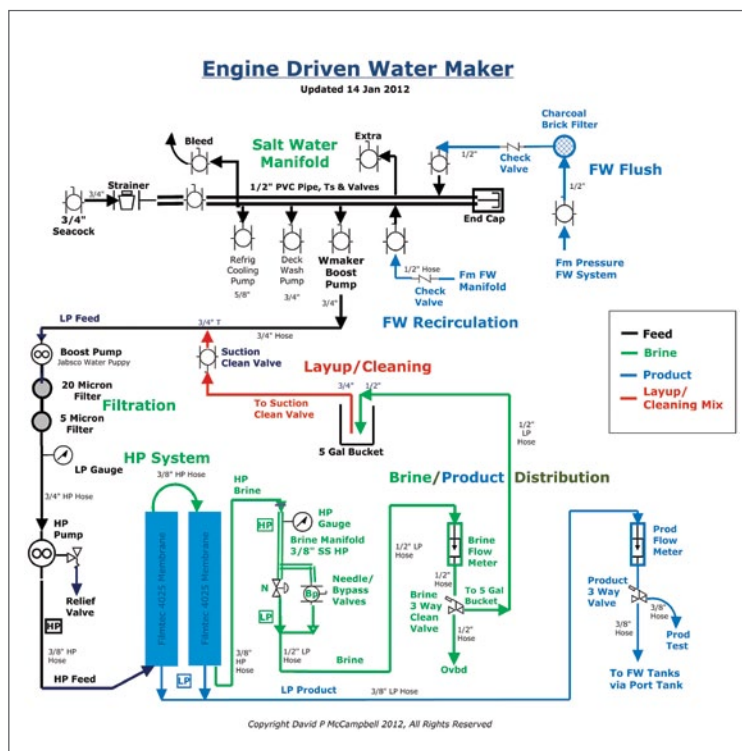 Engine Driven Water Maker
Updated 14 Jan 2012
Charcoal
Brick Filter
Bleed
Salt Water
Manifold
Extra
1/2"
Check
Valve
FW Flush
Strainer
3/4"
1/2" PVC Pipe, Ts & Valves
1/2"
3/4"
Seacock
End Cap
Refrig
Cooling
Pump
5/8"
Deck
Wash
Pump
3/4"
Wmaker
Boost
Pump
3/4"
1/2" Hose
Check
Valve
Fm FW
Manifold
Fm Pressure
FW System
FW Recirculation
LP Feed
3/4" T
3/4" Hose
Boost Pump
Jabsco Water Puppy
Suction
Clean Valve
Layup/Cleaning
Feed
Brine
Product
Layup/
Cleaning Mix
20 Micron
Filter
5 Micron
Filter
Filtration
To Suction
Clean Valve
3/4"
1/2"
5 Gal Bucket
1/2"
LP
Hose
LP Gauge
HP System
3/8" HP Hose
HP
Brine
Brine/Product Distribution
3/4" HP Hose
HP
Pump
HP
HP
Gauge
Brine Manifold
3/8" SS HP
1/2" LP
Hose
Brine
Flow
Meter
Prod
Flow
Meter
Relief
Valve
HP
Filmtec 4025 Membrane
Filmtec 4025 Membrane
N
Bp
Needle/
Bypass
Valves
LP
1/2"
Hose
To 5 Gal
Bucket
Brine
3 Way
Clean
Valve
1/2"
Hose
Product
3 Way
Valve
3/8"
Hose
3/8"
Hose
Prod
Test
3/8" HP
Hose
3/8"
HP
Hose
1/2" LP
Hose
Brine
Ovbd
To FW Tanks
via Port Tank
HP Feed
LP
LP Product
3/8" LP Hose
Copyright David P McCampbell 2012, All Rights Reserved